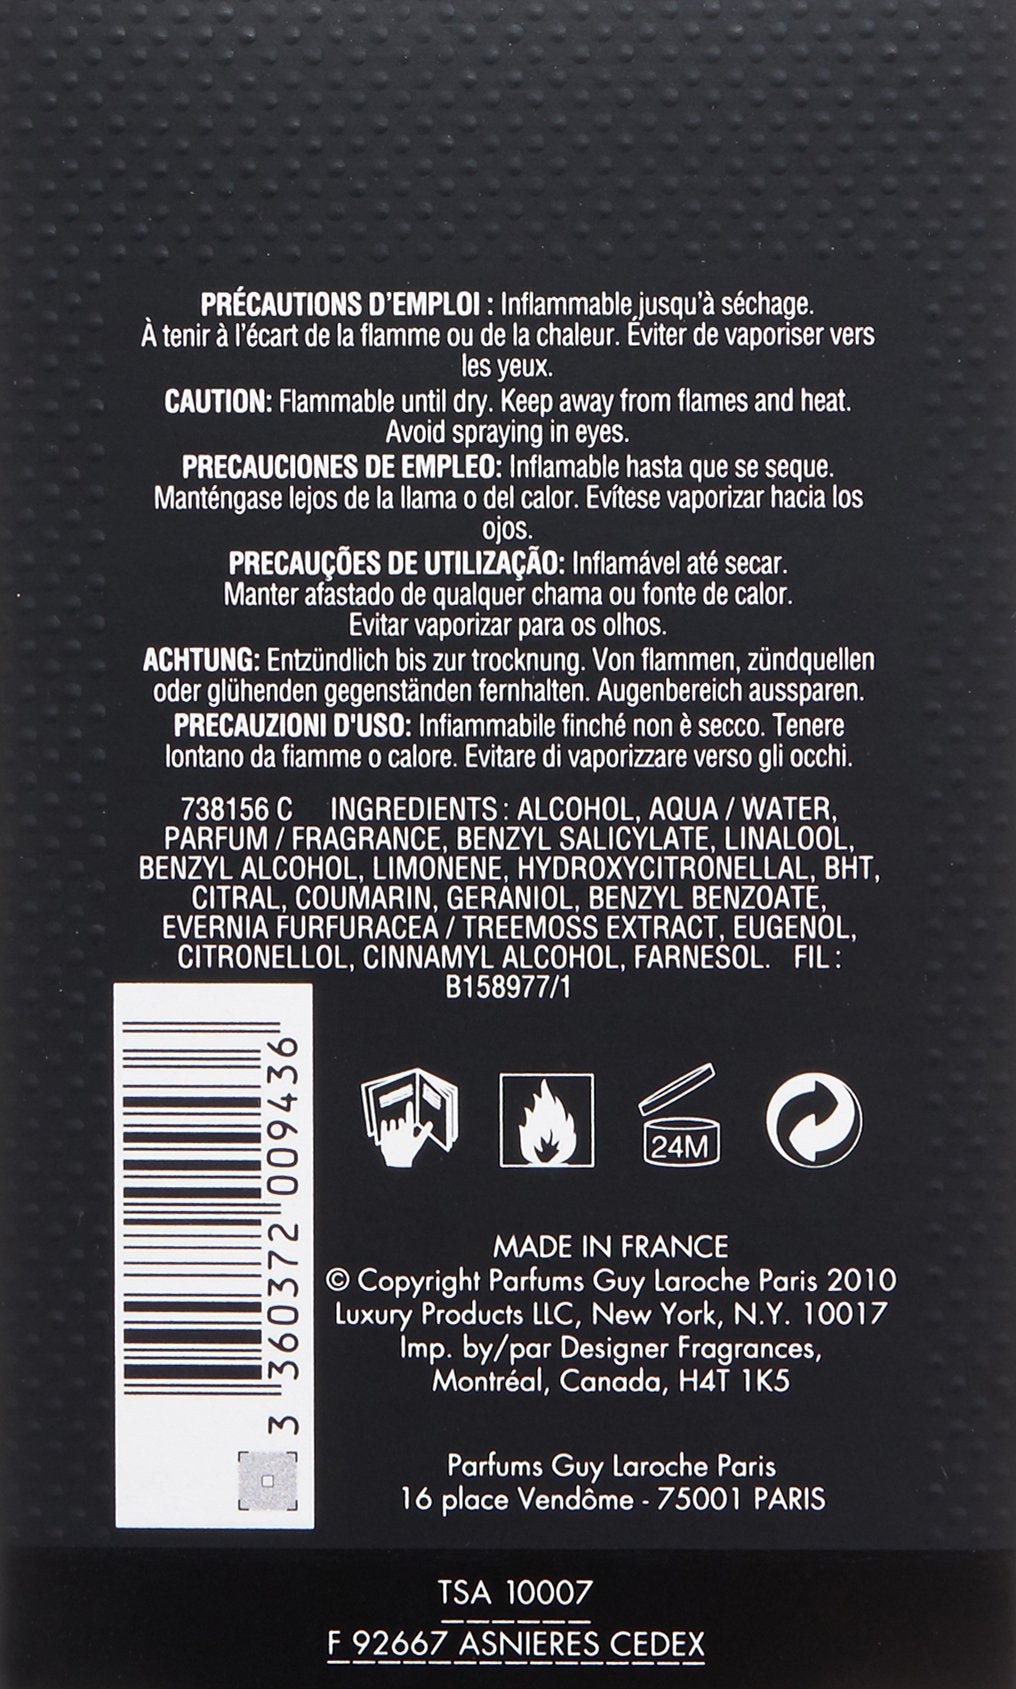 PRÉCAUTIONS D'EMPLOI : Inflammable jusqu'à séchage.
À tenir à l'écart de la flamme ou de la chaleur. Éviter de vaporiser vers
les yeux.
CAUTION: Flammable until dry. Keep away from flames and heat.
Avoid spraying in eyes.
PRECAUCIONES DE EMPLEO: Inflamable hasta que se seque.
Manténgase lejos de la llama o del calor. Evítese vaporizar hacia los
ojos.
PRECAUÇÕES DE UTILIZAÇÃO: Inflamável até secar.
Manter afastado de qualquer chama ou fonte de calor.
Evitar vaporizar para os olhos.
ACHTUNG: Entzündlich bis zur trocknung. Von flammen, zündquellen
oder glühenden gegenständen fernhalten. Augenbereich aussparen.
PRECAUZIONI D'USO: Infiammabile finché non è secco. Tenere
lontano da fiamme o calore. Evitare di vaporizzare verso gli occhi.
738156 C INGREDIENTS : ALCOHOL, AQUA / WATER,
PARFUM / FRAGRANCE, BENZYL SALICYLATE, LINALOOL,
BENZYL ALCOHOL, LIMONENE, HYDROXYCITRONELLAL, BHT,
CITRAL, COUMARIN, GERANIOL, BENZYL BENZOATE,
EVERNIA FURFURACEA / TREEMOSS EXTRACT, EUGENOL,
CITRONELLOL, CINNAMYL ALCOHOL, FARNESOL. FIL :
B158977/1
3 360372 009436
24M
MADE IN FRANCE
© Copyright Parfums Guy Laroche Paris 2010
Luxury Products LLC, New York, N.Y. 10017
Imp. by/par Designer Fragrances,
Montréal, Canada, H4T 1K5
Parfums Guy Laroche Paris
16 place Vendôme - 75001 PARIS
TSA 10007
F 92667 ASNIERES CEDEX